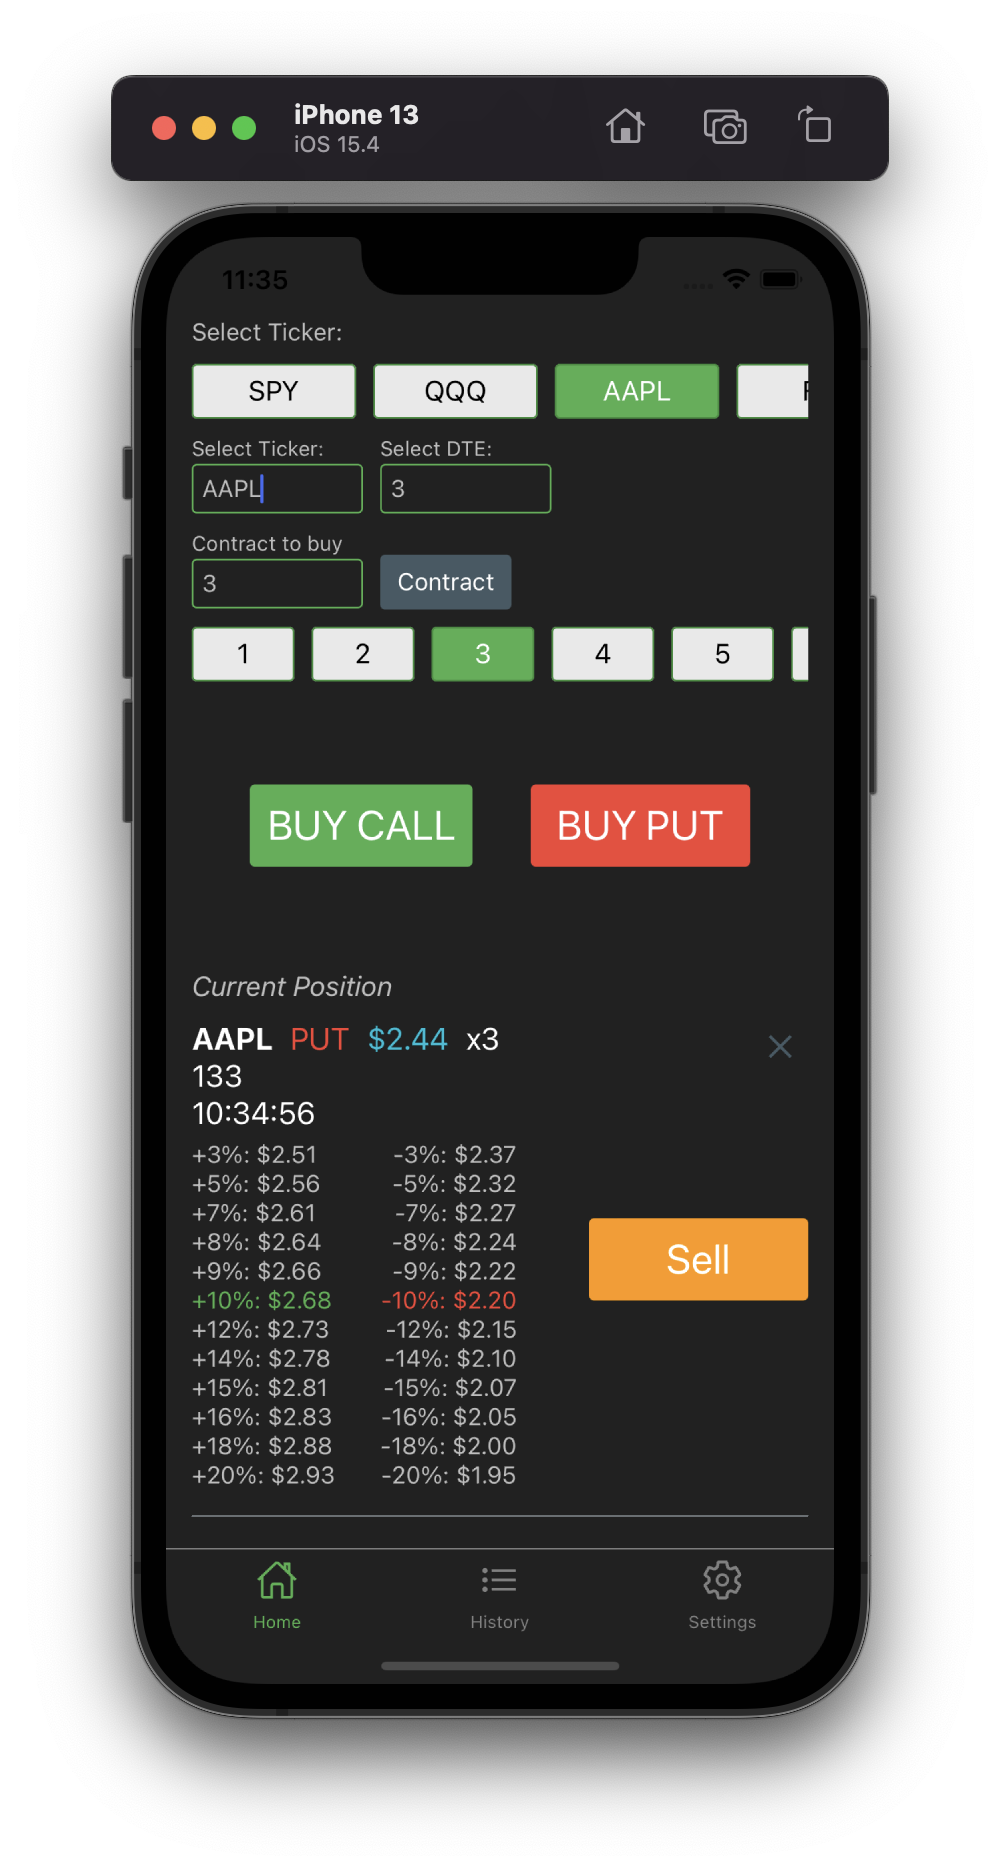 iPhone 13
iOS 15.4
11:35
Select Ticker:
SPY QQQ AAPL
Select Ticker: Select DTE:
AAPL 3
Contract to buy
3 Contract
1 2 3 4 5
BUY CALL BUY PUT
Current Position
AAPL PUT $2.44 x3
133
10:34:56
+3%: $2.51 -3%: $2.37
+5%: $2.56 -5%: $2.32
+7%: $2.61 -7%: $2.27
+8%: $2.64 -8%: $2.24
+9%: $2.66 -9%: $2.22
+10%: $2.68 -10%: $2.20
+12%: $2.73 -12%: $2.15
+14%: $2.78 -14%: $2.10
+15%: $2.81 -15%: $2.07
+16%: $2.83 -16%: $2.05
+18%: $2.88 -18%: $2.00
+20%: $2.93 -20%: $1.95
Sell
Home History Settings